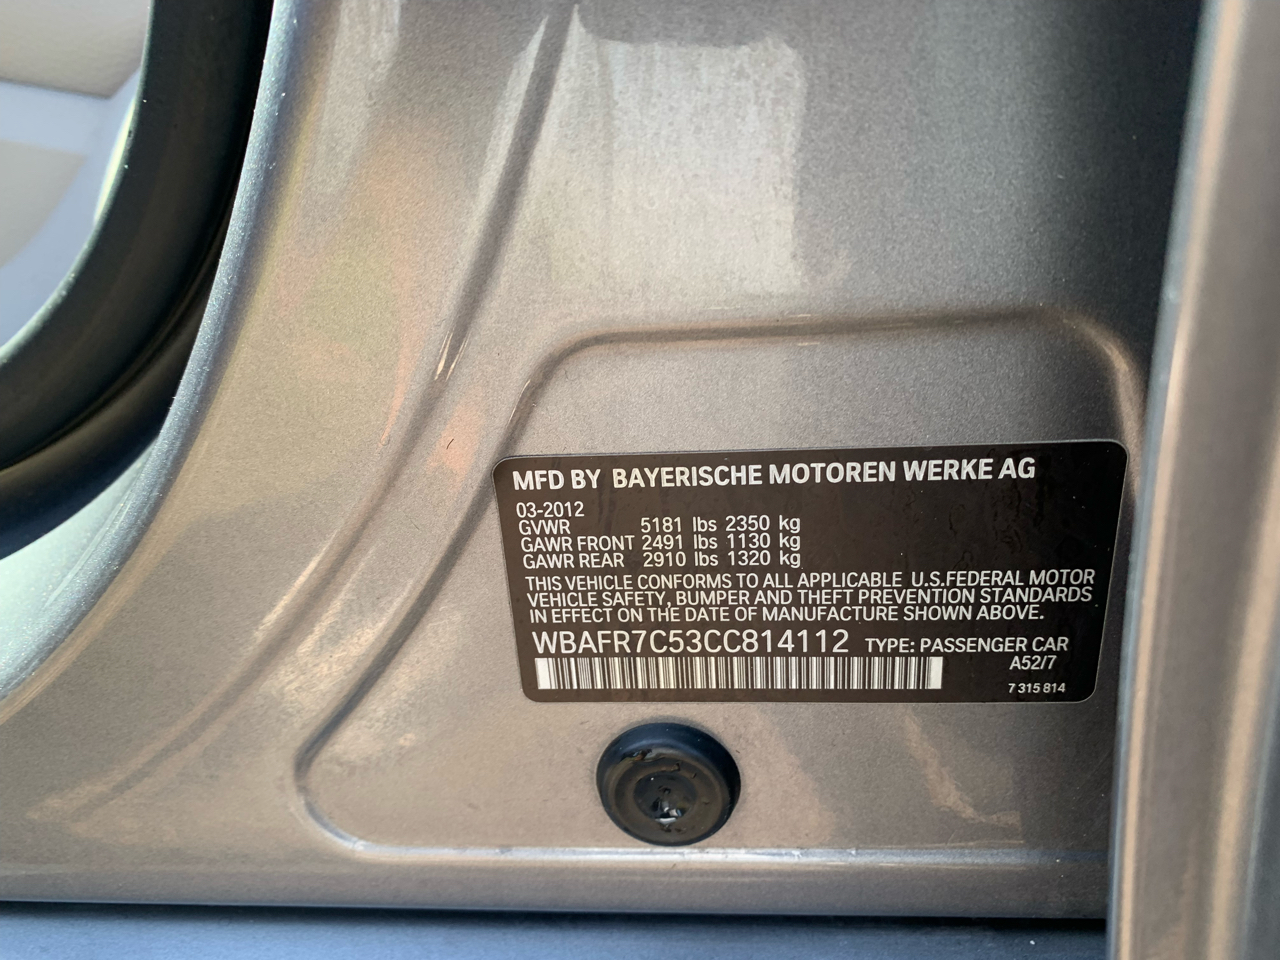 MFD BY BAYERISCHE MOTOREN WERKE AG
03-2012
GVWR 5181 lbs 2350 kg
GAWR FRONT 2491 lbs 1130 kg
GAWR REAR 2910 lbs 1320 kg
THIS VEHICLE CONFORMS TO ALL APPLICABLE U.S.FEDERAL MOTOR
VEHICLE SAFETY, BUMPER AND THEFT PREVENTION STANDARDS
IN EFFECT ON THE DATE OF MANUFACTURE SHOWN ABOVE.
WBAFR7C53CC814112 TYPE: PASSENGER CAR
A52/7
7 315 814